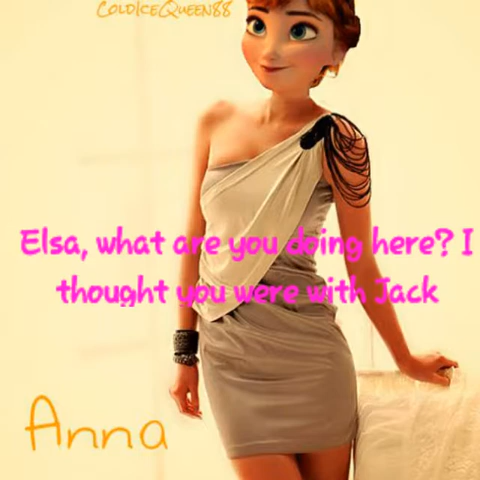 ColdIceQueen88
Elsa, what are you doing here? I
thought you were with Jack
Anna